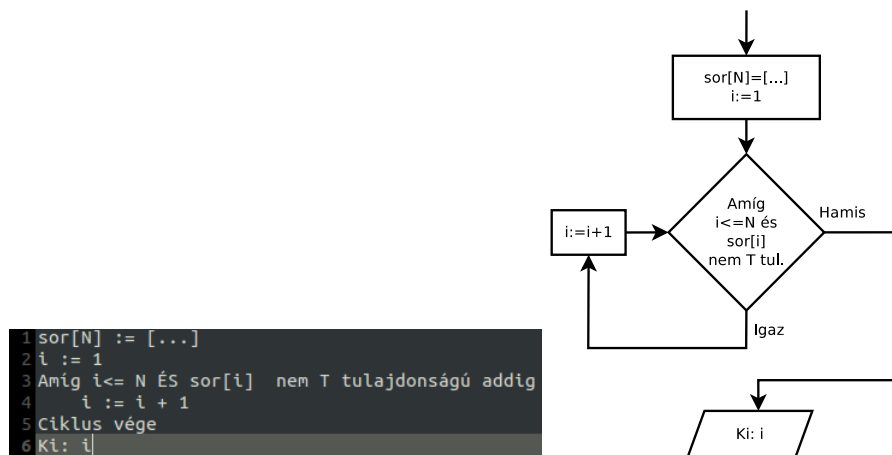 1 sor[N] := [...]
2 i := 1
3 Amíg i<= N ÉS sor[i]  nem T tulajdonságú addig
4     i := i + 1
5 Ciklus vége
6 Ki: i
sor[N]=[...]
i:=1
Amíg
i<=N és
sor[i]
nem T tul.
Hamis
i:=i+1
Igaz
Ki: i